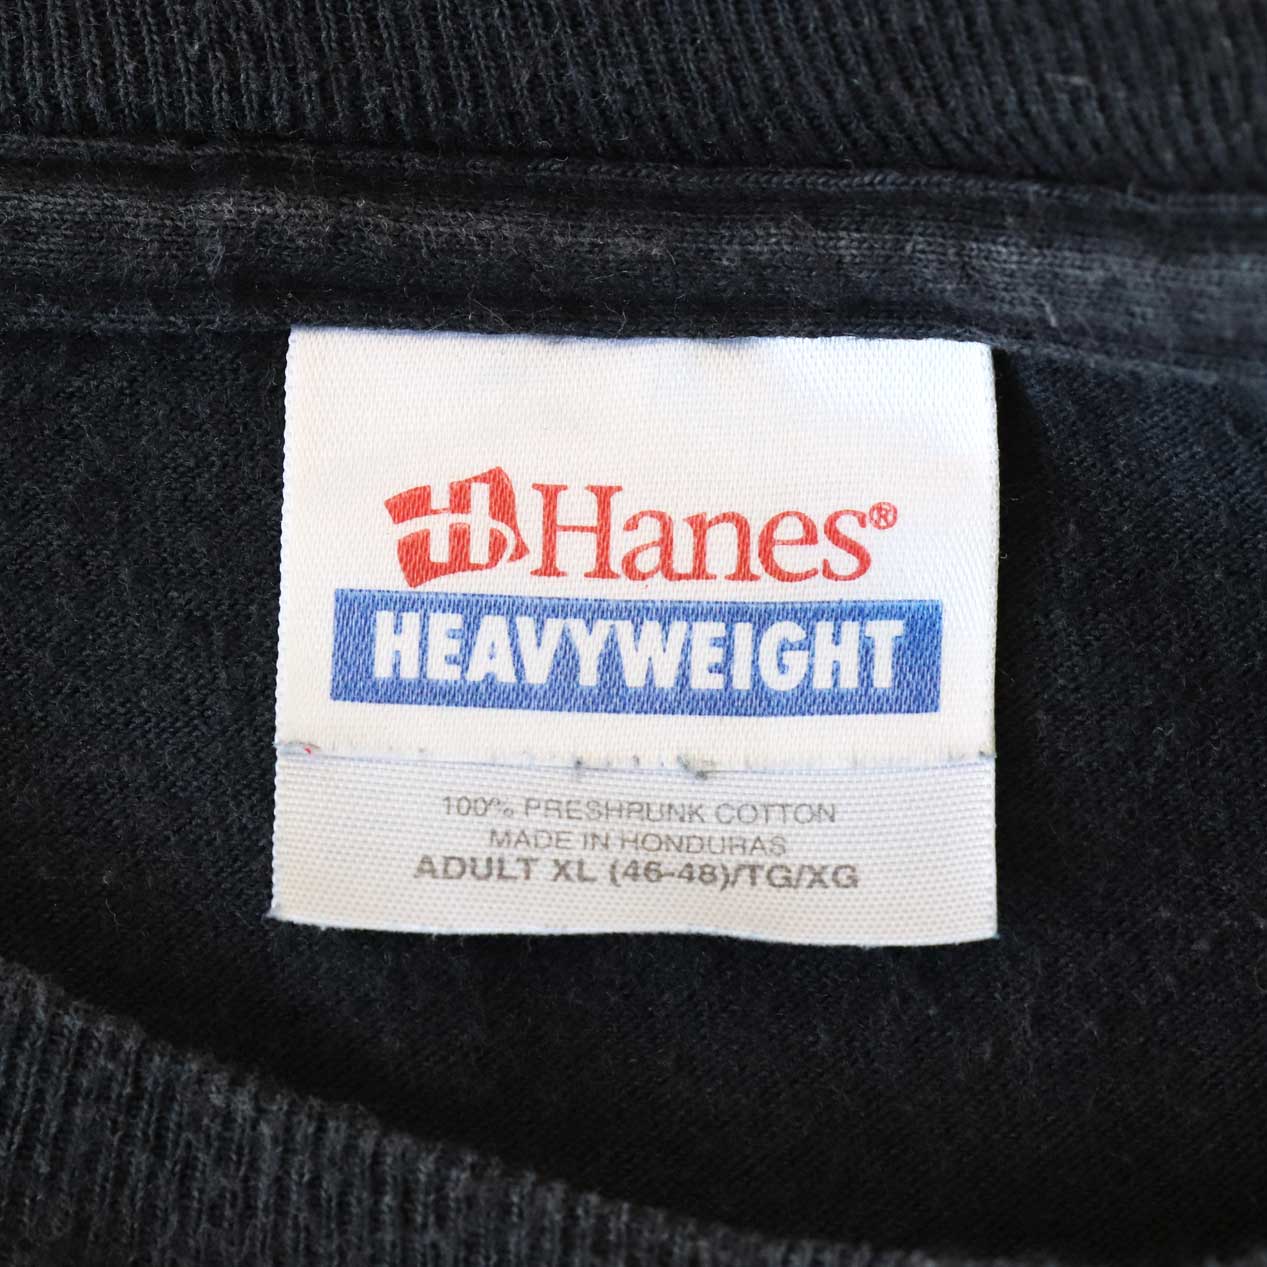 H Hanes®
HEAVYWEIGHT
100% PRESHRUNK COTTON
MADE IN HONDURAS
ADULT XL (46-48)/TG/XG